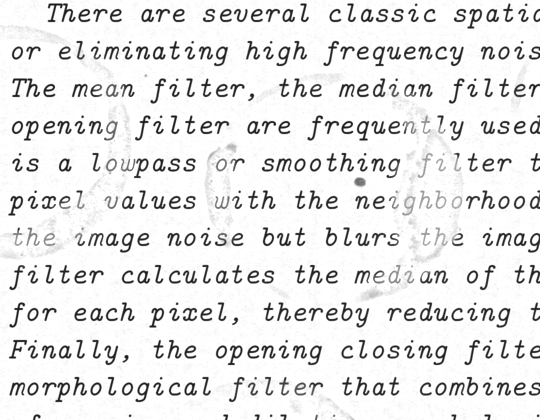 There are several classic spatia
or eliminating high frequency nois
The mean filter, the median filter
opening filter are frequently used
is a lowpass or smoothing filter t
pixel values with the neighborhood
the image noise but blurs the imag
filter calculates the median of th
for each pixel, thereby reducing t
Finally, the opening closing filte
morphological filter that combines